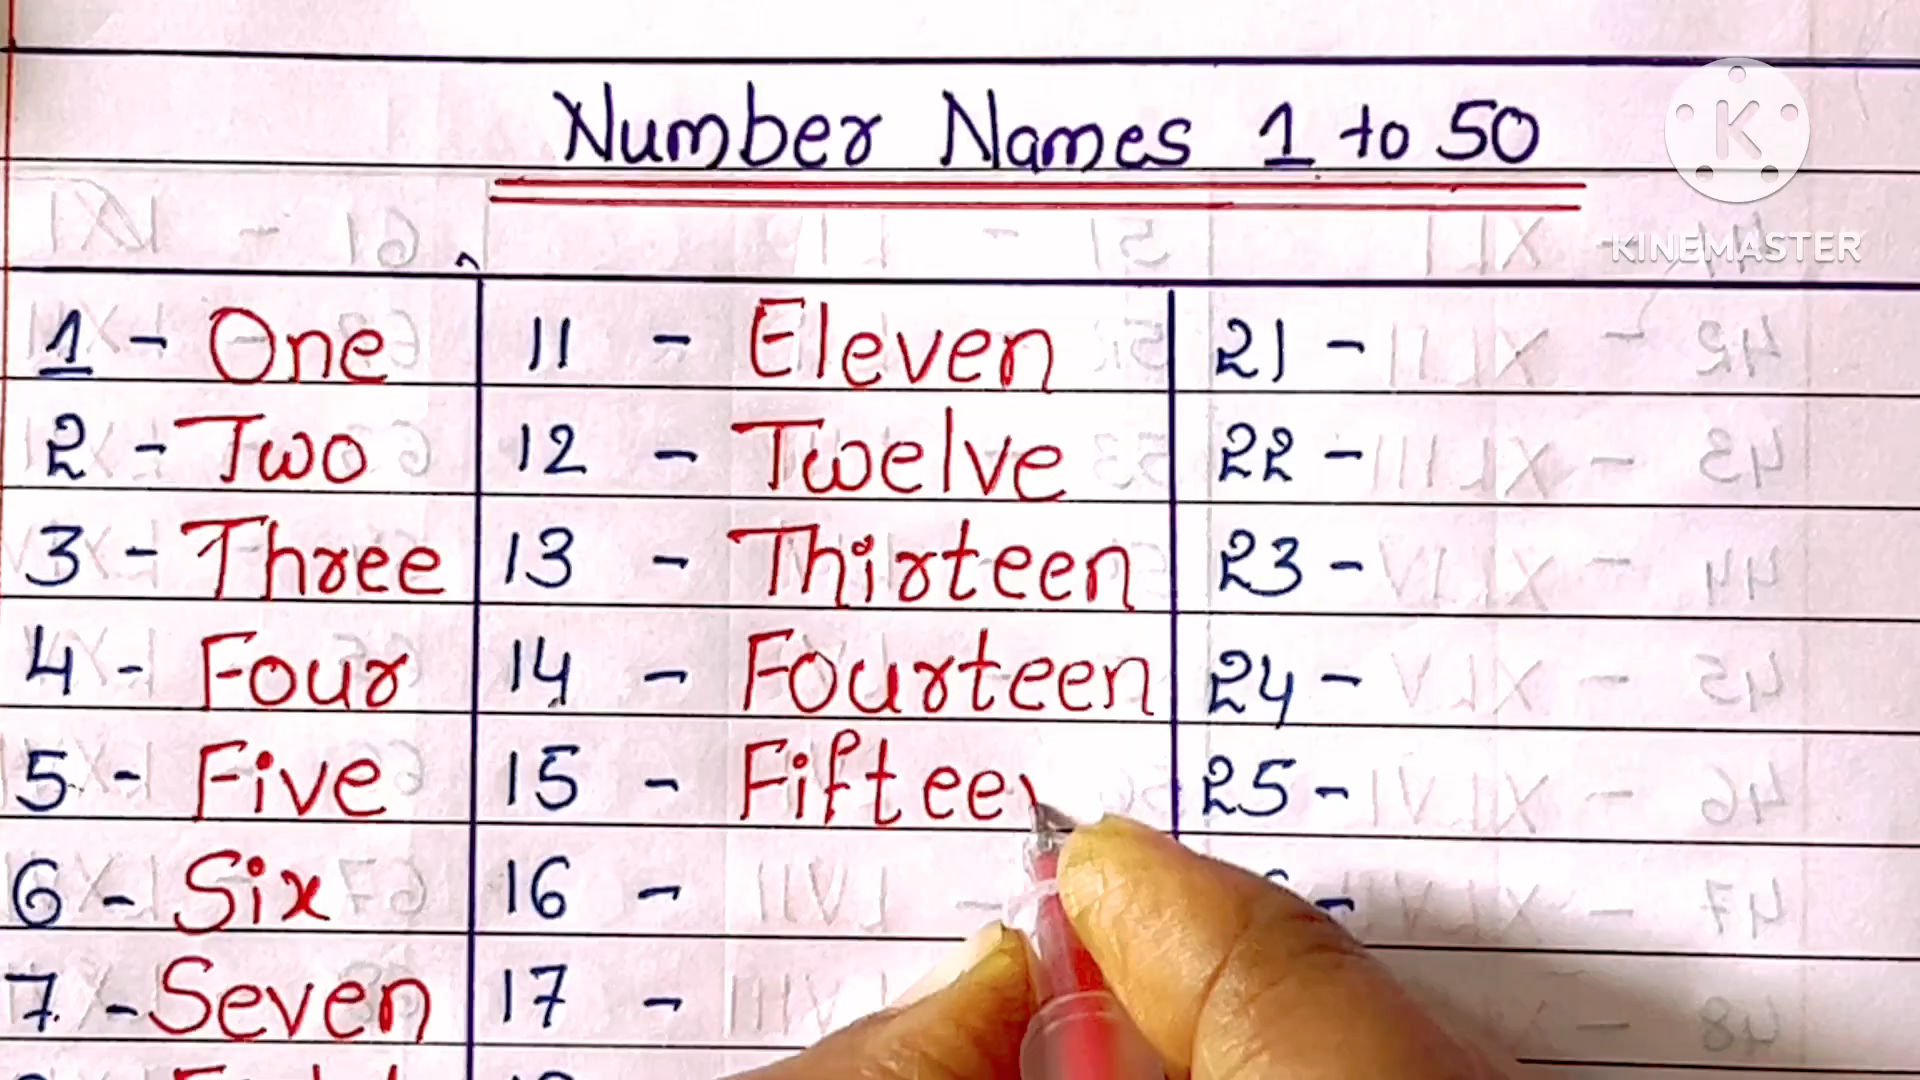 Number Names 1 to 50
K
KINEMASTER
1 - One 11 - Eleven 21 -
2 - Two 12 - Twelve 22 -
3 - Three 13 - Thirteen 23 -
4 - Four 14 - Fourteen 24 -
5 - Five 15 - Fifteen 25 -
6 - Six 16 -
7 - Seven 17 -